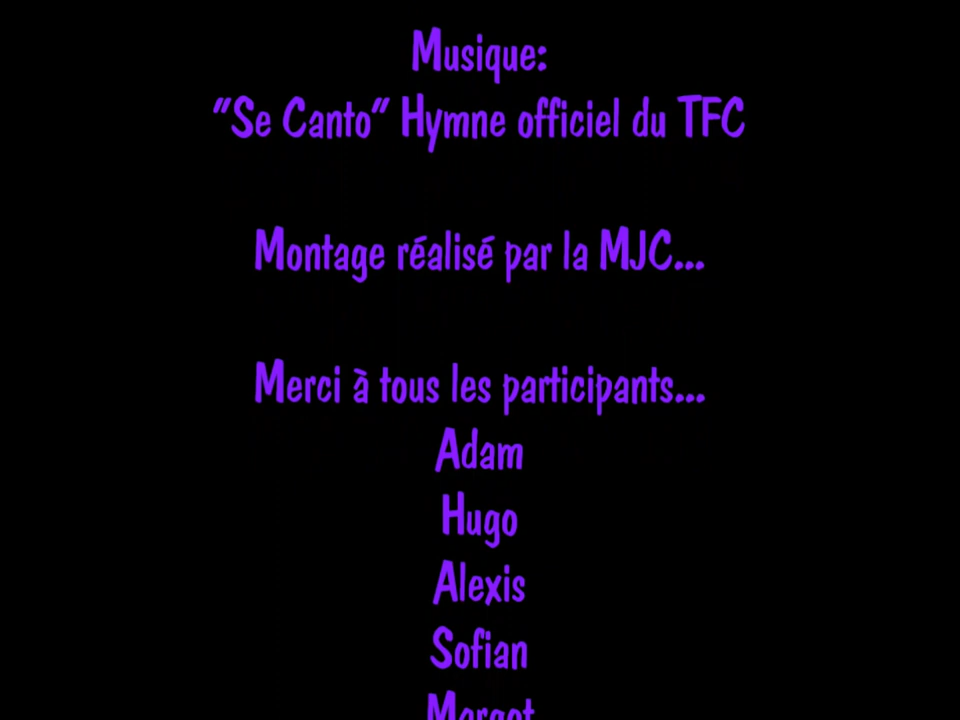 Musique:
"Se Canto" Hymne officiel du TFC
Montage réalisé par la MJC...
Merci à tous les participants...
Adam
Hugo
Alexis
Sofian
Margot